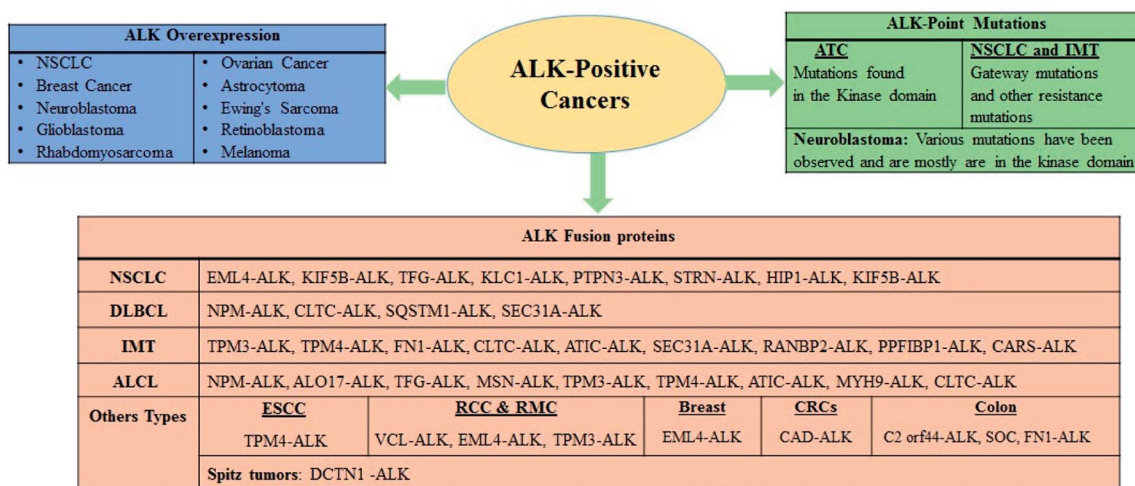 ALK Overexpression
• NSCLC
• Breast Cancer
• Neuroblastoma
• Glioblastoma
• Rhabdomyosarcoma
• Ovarian Cancer
• Astrocytoma
• Ewing's Sarcoma
• Retinoblastoma
• Melanoma
ALK-Positive
Cancers
ALK-Point Mutations
ATC
Mutations found
in the Kinase domain
NSCLC and IMT
Gateway mutations
and other resistance
mutations
Neuroblastoma: Various mutations have been
observed and are mostly are in the kinase domain
ALK Fusion proteins
NSCLC EML4-ALK, KIF5B-ALK, TFG-ALK, KLC1-ALK, PTPN3-ALK, STRN-ALK, HIP1-ALK, KIF5B-ALK
DLBCL NPM-ALK, CLTC-ALK, SQSTM1-ALK, SEC31A-ALK
IMT TPM3-ALK, TPM4-ALK, FN1-ALK, CLTC-ALK, ATIC-ALK, SEC31A-ALK, RANBP2-ALK, PPFIBP1-ALK, CARS-ALK
ALCL NPM-ALK, ALO17-ALK, TFG-ALK, MSN-ALK, TPM3-ALK, TPM4-ALK, ATIC-ALK, MYH9-ALK, CLTC-ALK
Others Types
ESCC
TPM4-ALK
RCC & RMC
VCL-ALK, EML4-ALK, TPM3-ALK
Breast
EML4-ALK
CRCs
CAD-ALK
Colon
C2 orf44-ALK, SOC, FN1-ALK
Spitz tumors: DCTN1 -ALK